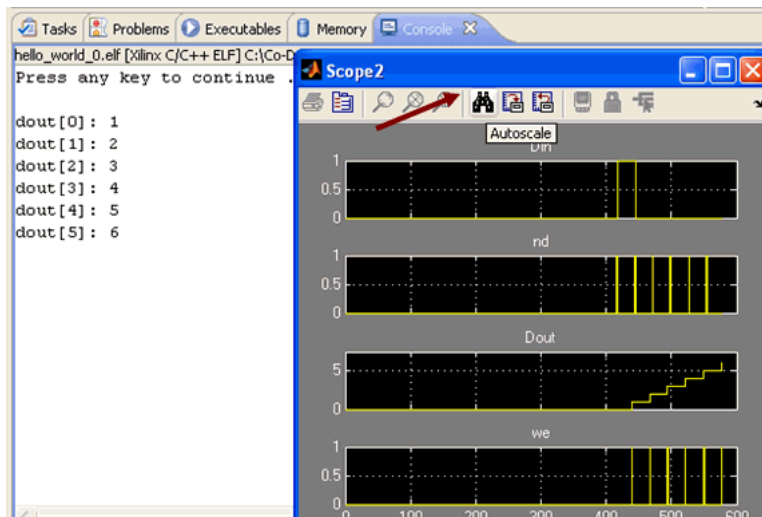 Tasks Problems Executables Memory Console
hello_world_0.elf [Xilinx C/C++ ELF] C:\Co-D
Press any key to continue .
dout[0]: 1
dout[1]: 2
dout[2]: 3
dout[3]: 4
dout[4]: 5
dout[5]: 6
Scope2
Autoscale
Din
1
0.5
0
nd
1
0.5
0
Dout
5
0
we
1
0.5
0
0 100 200 300 400 500 600